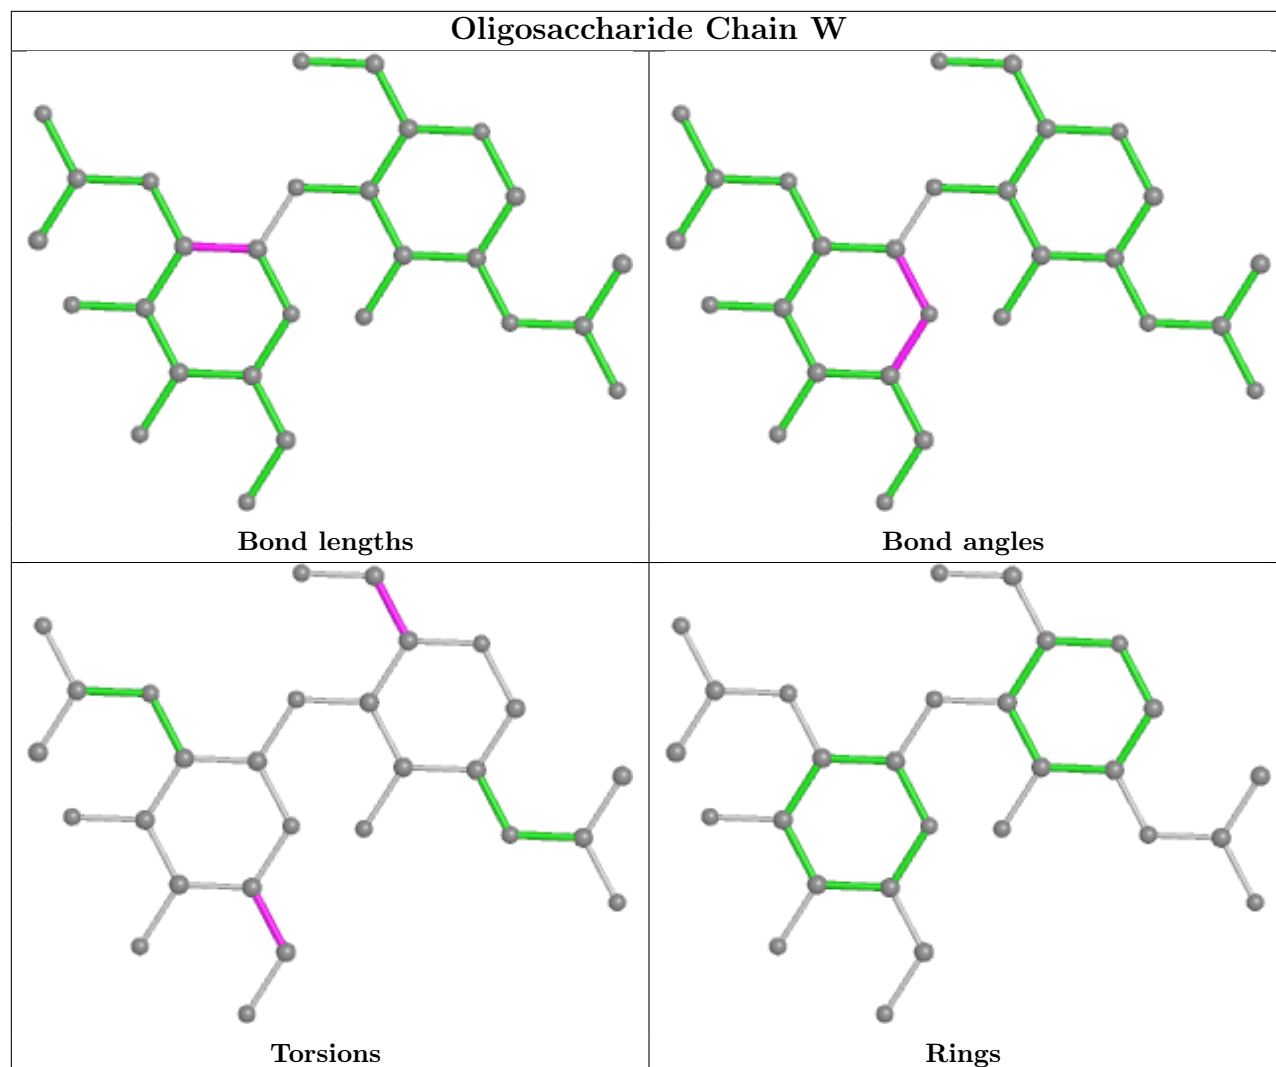 Oligosaccharide Chain W
Bond lengths
Bond angles
Torsions
Rings